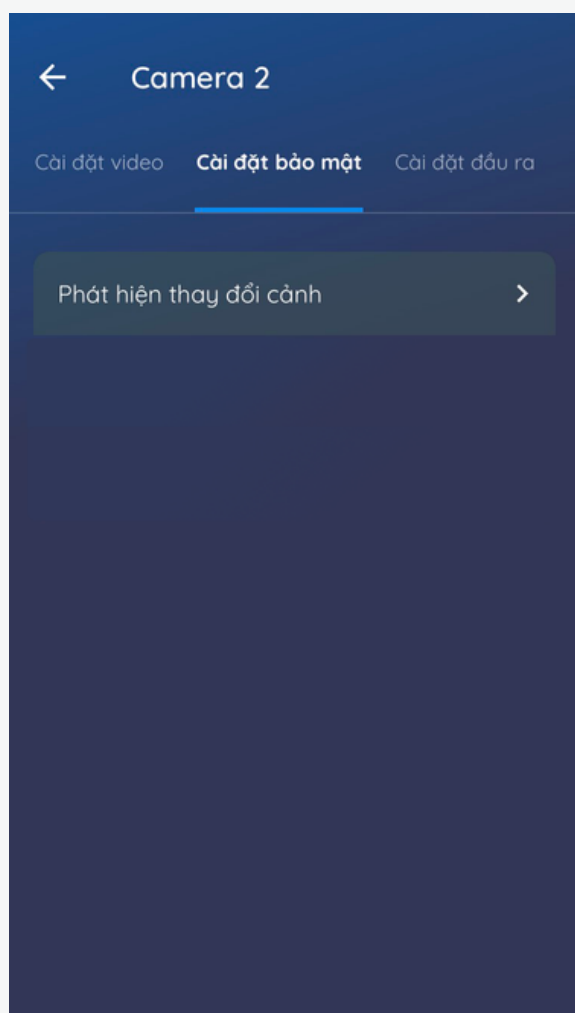 Camera 2
Cài đặt video Cài đặt bảo mật Cài đặt đầu ra
Phát hiện thay đổi cảnh